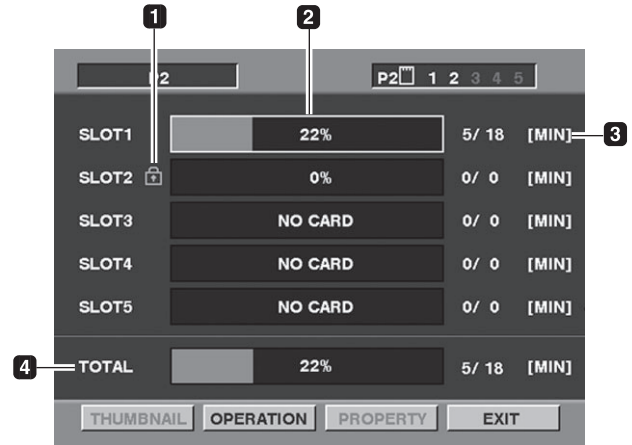 1 2
P2 P2 1 2 3 4 5
SLOT1 22% 5/ 18 [MIN] 3
SLOT2 0% 0/ 0 [MIN]
SLOT3 NO CARD 0/ 0 [MIN]
SLOT4 NO CARD 0/ 0 [MIN]
SLOT5 NO CARD 0/ 0 [MIN]
4 TOTAL 22% 5/ 18 [MIN]
THUMBNAIL OPERATION PROPERTY EXIT